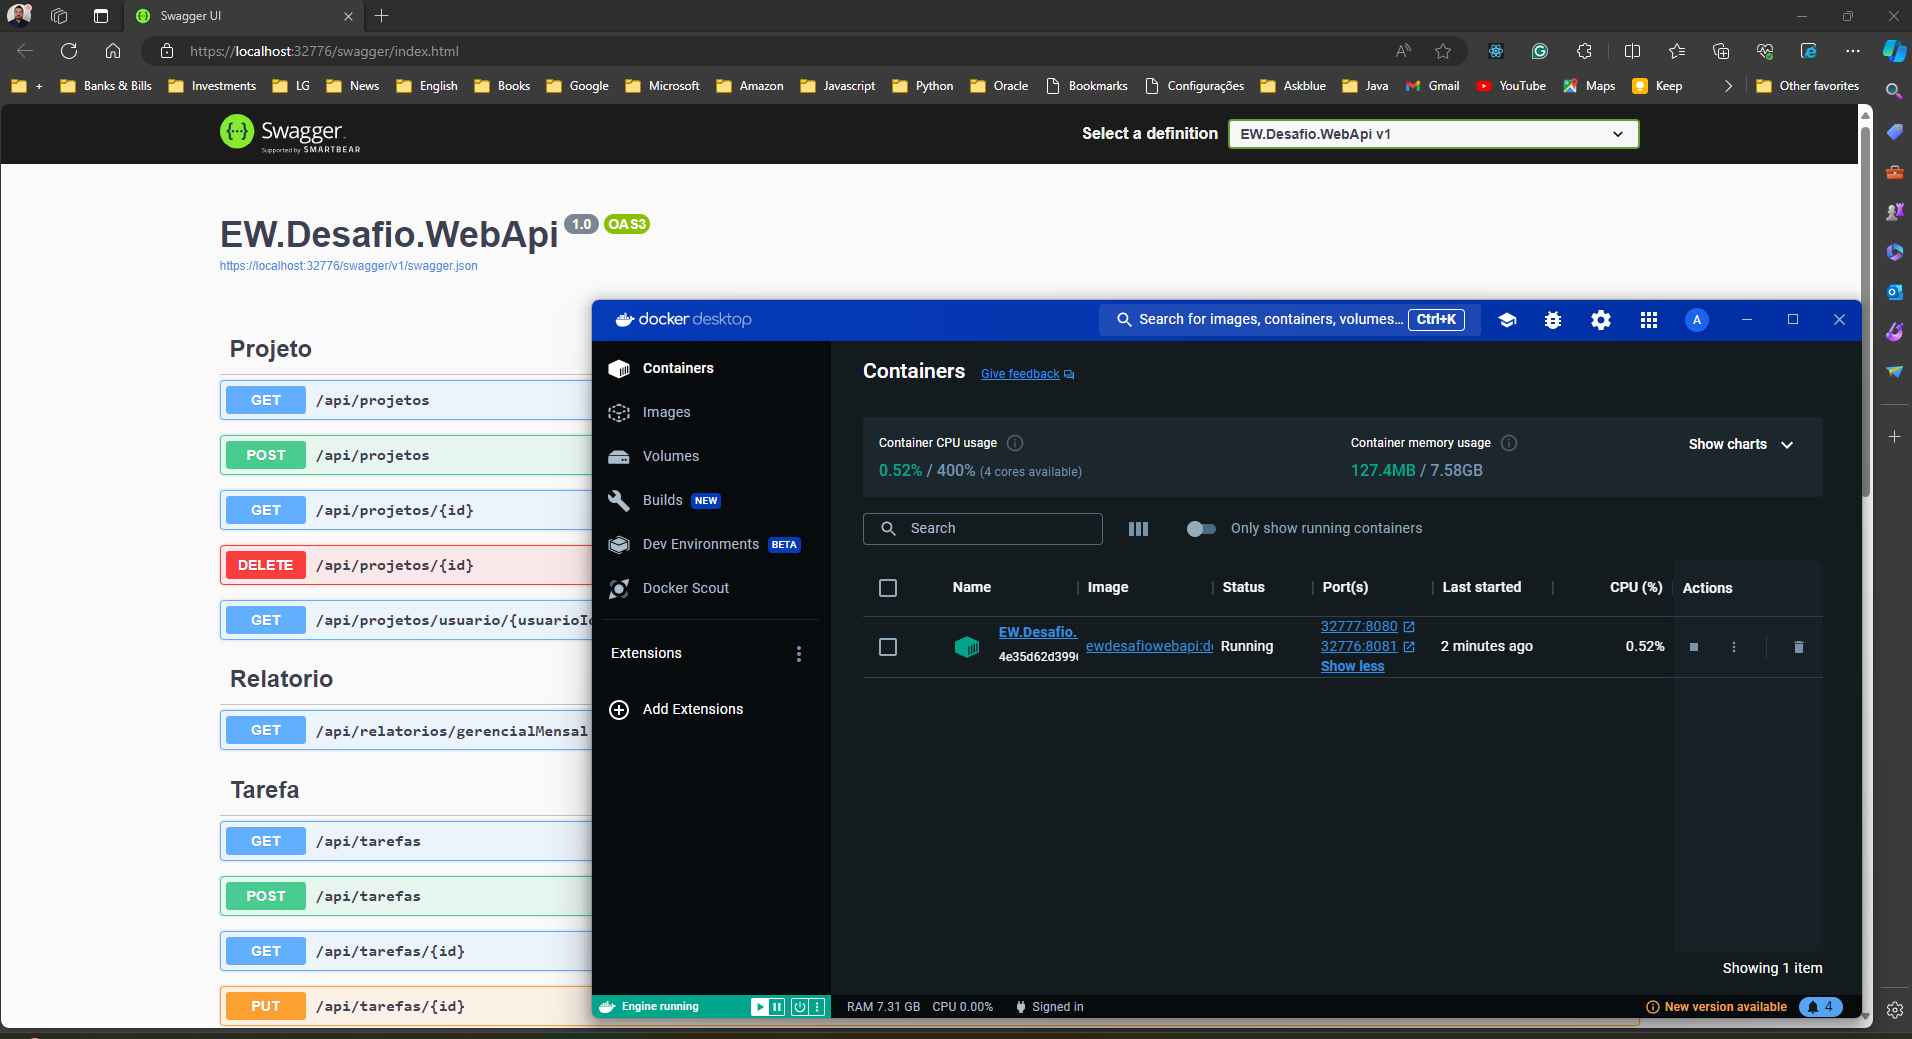 Swagger UI
https://localhost:32776/swagger/index.html
+ Banks & Bills Investments LG News English Books Google Microsoft Amazon Javascript Python Oracle Bookmarks Configurações Askblue Java Gmail YouTube Maps Keep Other favorites
Swagger
Supported by SMARTBEAR
Select a definition
EW.Desafio.WebApi v1
EW.Desafio.WebApi 1.0 OAS3
https://localhost:32776/swagger/v1/swagger.json
Projeto
GET /api/projetos
POST /api/projetos
GET /api/projetos/{id}
DELETE /api/projetos/{id}
GET /api/projetos/usuario/{usuarioId
Relatorio
GET /api/relatorios/gerencialMensal
Tarefa
GET /api/tarefas
POST /api/tarefas
GET /api/tarefas/{id}
PUT /api/tarefas/{id}
docker desktop
Search for images, containers, volumes... Ctrl+K
A
Containers
Images
Volumes
Builds NEW
Dev Environments BETA
Docker Scout
Extensions
Add Extensions
Containers Give feedback
Container CPU usage
0.52% / 400% (4 cores available)
Container memory usage
127.4MB / 7.58GB
Show charts
Search
Only show running containers
Name Image Status Port(s) Last started CPU (%) Actions
EW.Desafio.
4e35d62d399
ewdesafiowebapi:d
Running
32777:8080
32776:8081
Show less
2 minutes ago
0.52%
Showing 1 item
Engine running
RAM 7.31 GB CPU 0.00% Signed in
New version available 4